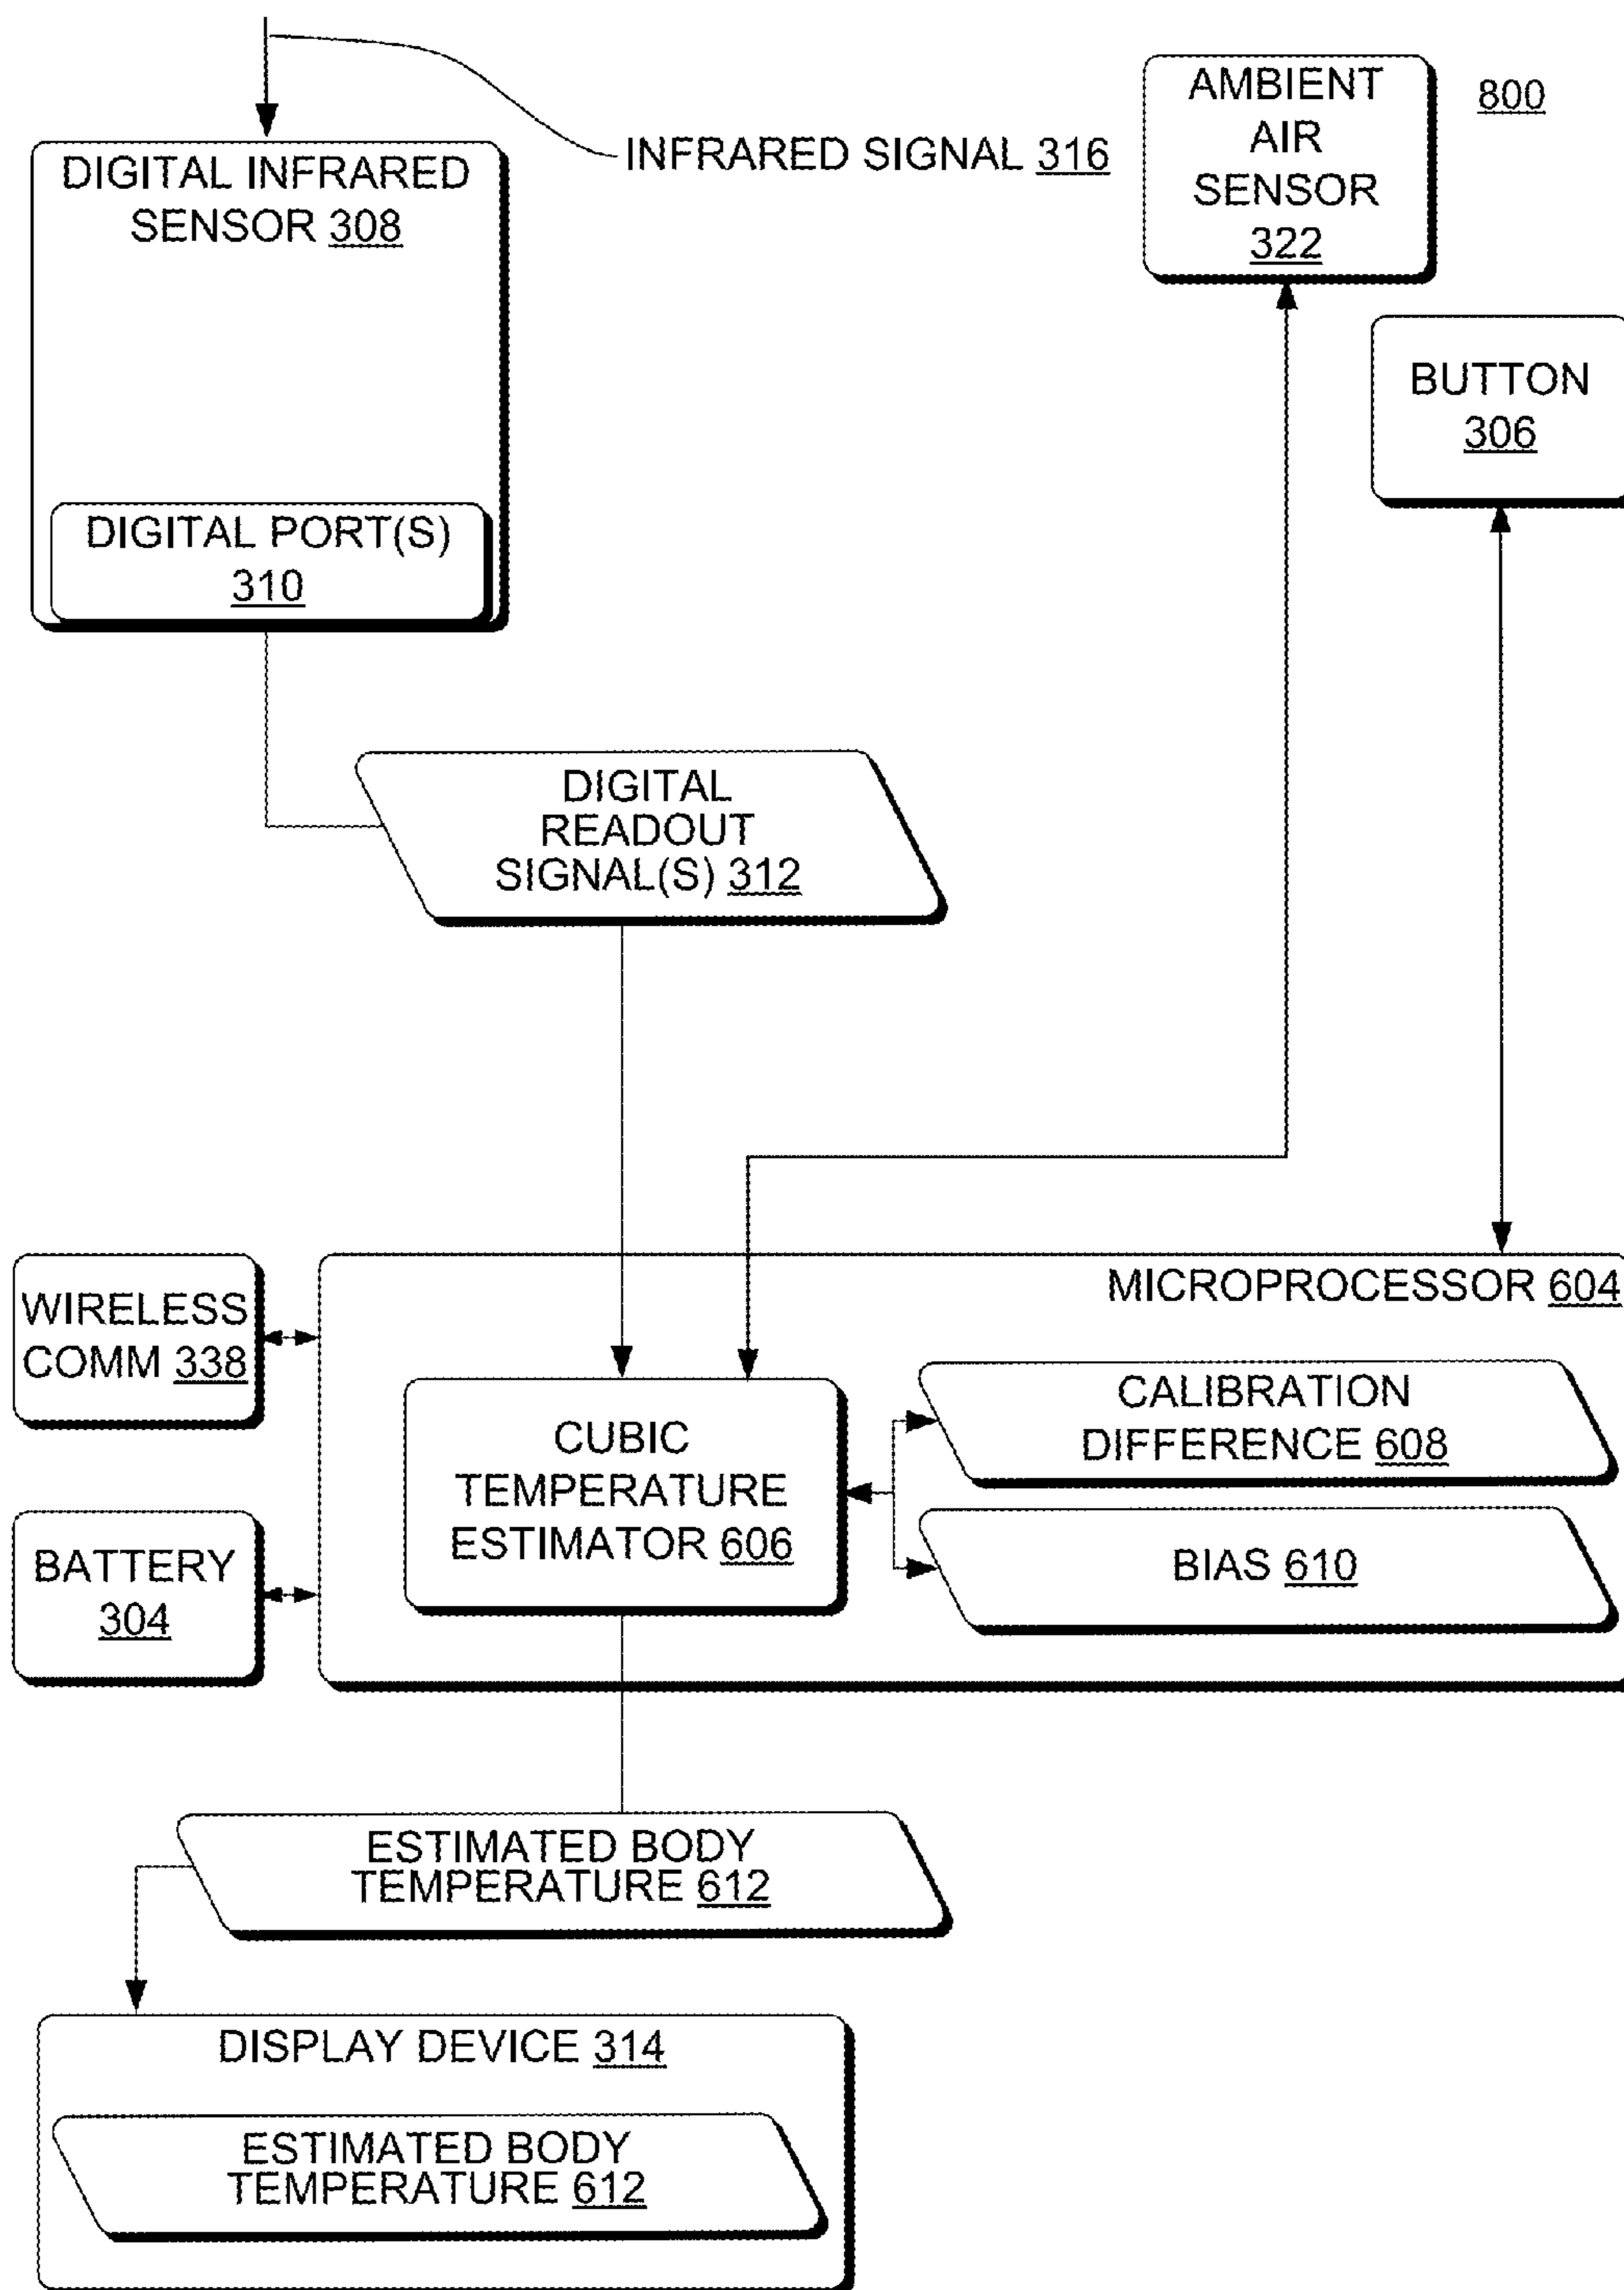 DIGITAL INFRARED
SENSOR 308
INFRARED SIGNAL 316
AMBIENT
AIR
SENSOR
322
800
BUTTON
306
DIGITAL PORT(S)
310
DIGITAL
READOUT
SIGNAL(S) 312
WIRELESS
COMM 338
MICROPROCESSOR 604
CUBIC
TEMPERATURE
ESTIMATOR 606
CALIBRATION
DIFFERENCE 608
BIAS 610
BATTERY
304
ESTIMATED BODY
TEMPERATURE 612
DISPLAY DEVICE 314
ESTIMATED BODY
TEMPERATURE 612